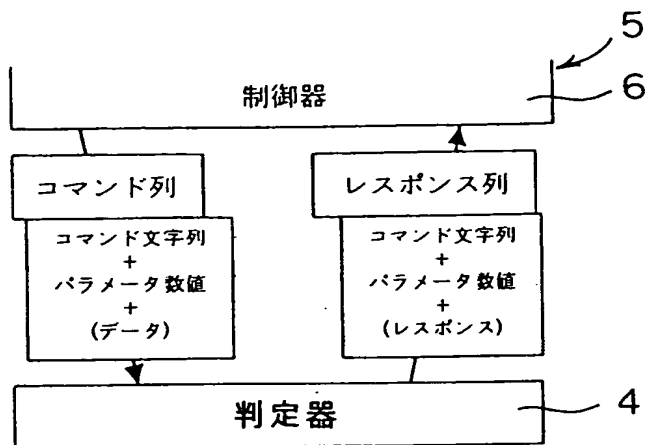 5
制御器
6
コマンド列
レスポンス列
コマンド文字列
+
パラメータ数値
+
(データ)
コマンド文字列
+
パラメータ数値
+
(レスポンス)
判定器
4